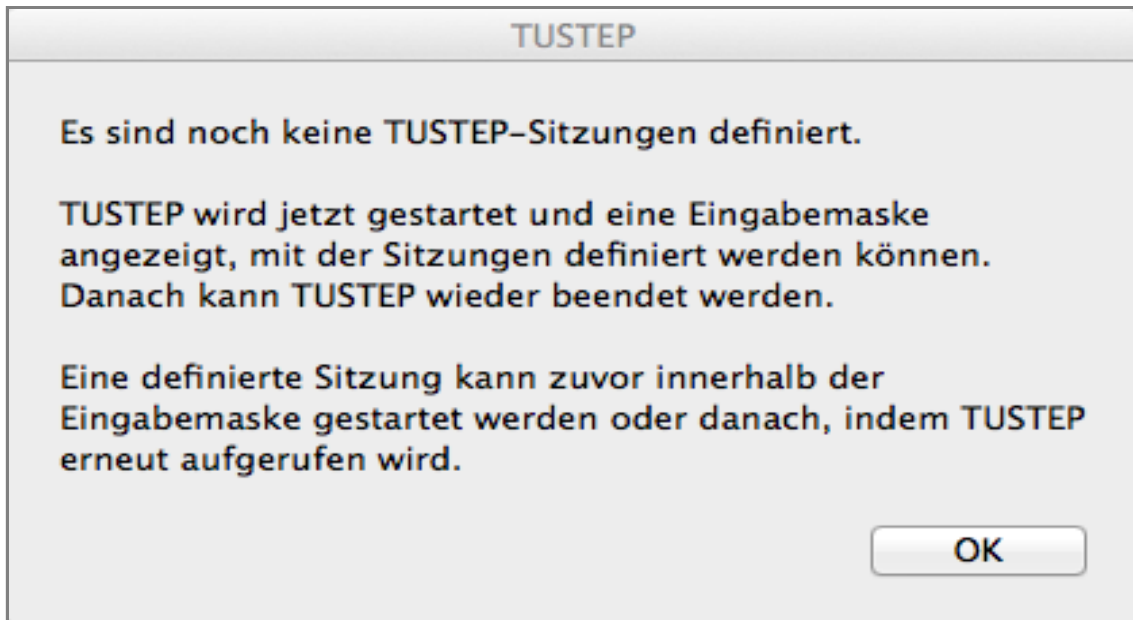 TUSTEP
Es sind noch keine TUSTEP-Sitzungen definiert.
TUSTEP wird jetzt gestartet und eine Eingabemaske
angezeigt, mit der Sitzungen definiert werden können.
Danach kann TUSTEP wieder beendet werden.
Eine definierte Sitzung kann zuvor innerhalb der
Eingabemaske gestartet werden oder danach, indem TUSTEP
erneut aufgerufen wird.
OK